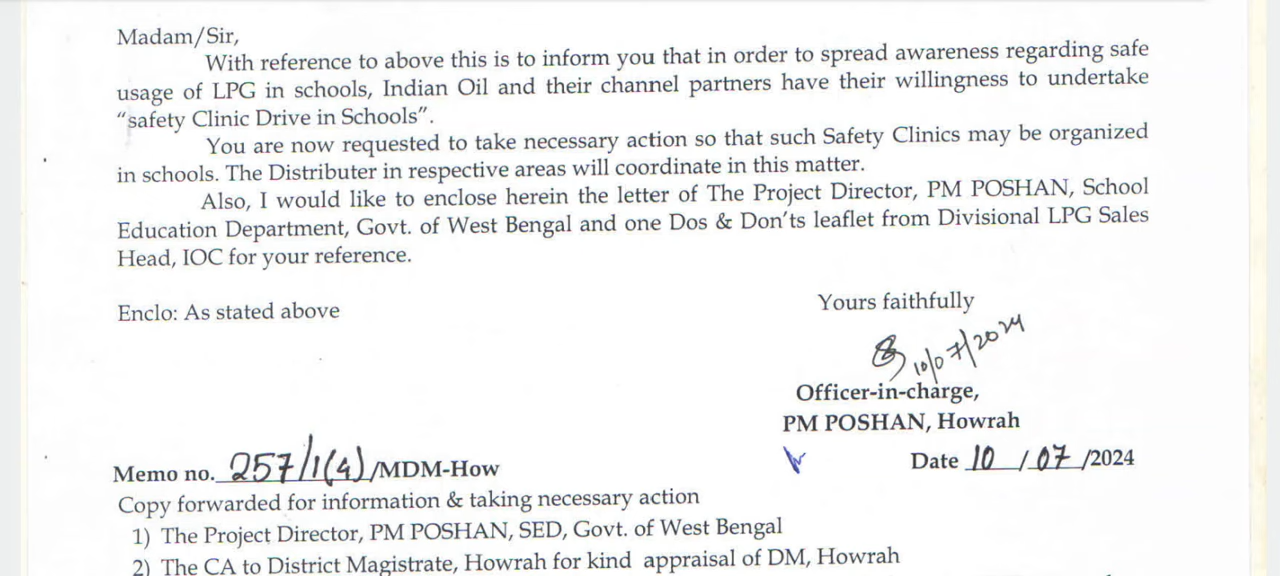 Madam/Sir,
With reference to above this is to inform you that in order to spread awareness regarding safe
usage of LPG in schools, Indian Oil and their channel partners have their willingness to undertake
“safety Clinic Drive in Schools”.
You are now requested to take necessary action so that such Safety Clinics may be organized
in schools. The Distributer in respective areas will coordinate in this matter.
Also, I would like to enclose herein the letter of The Project Director, PM POSHAN, School
Education Department, Govt. of West Bengal and one Dos & Don’ts leaflet from Divisional LPG Sales
Head, IOC for your reference.
Enclo: As stated above
Yours faithfully
10/07/2024
Officer-in-charge,
PM POSHAN, Howrah
Memo no. 257/1(4)/MDM-How
Date 10/07/2024
Copy forwarded for information & taking necessary action
1) The Project Director, PM POSHAN, SED, Govt. of West Bengal
2) The CA to District Magistrate, Howrah for kind appraisal of DM, Howrah